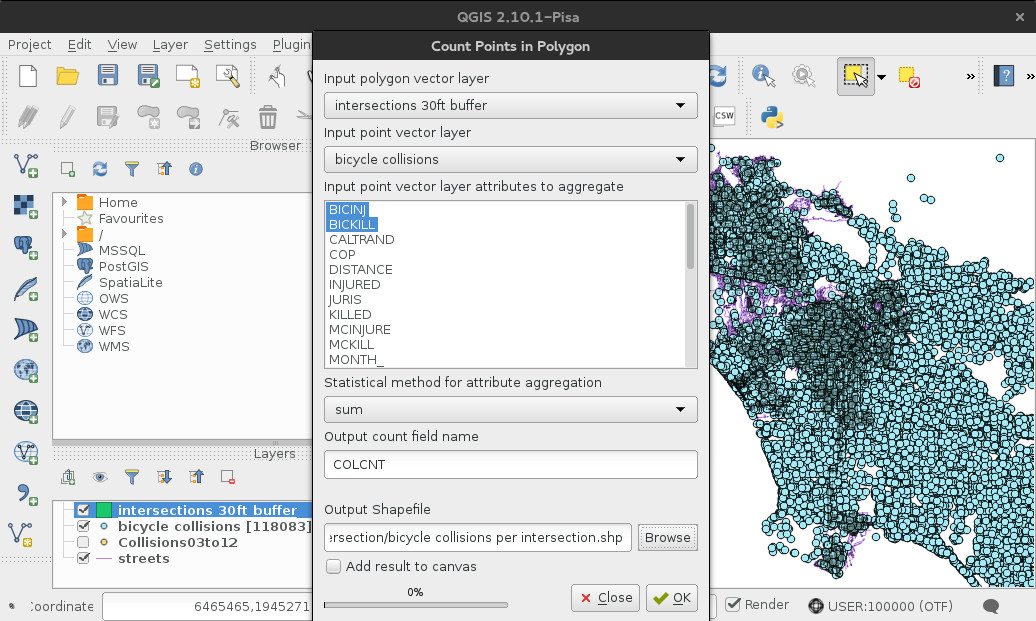 QGIS 2.10.1-Pisa
Project Edit View Layer Settings Plugin
Count Points in Polygon
Input polygon vector layer
intersections 30ft buffer
Input point vector layer
bicycle collisions
Input point vector layer attributes to aggregate
BICINJ
BICKILL
CALTRAND
COP
DISTANCE
INJURED
JURIS
KILLED
MCINJURE
MCKILL
MONTH_
Statistical method for attribute aggregation
sum
Output count field name
COLCNT
Output Shapefile
ersection/bicycle collisions per intersection.shp
Browse
Add result to canvas
0%
Close
OK
CSW
Browser
Home
Favourites
/
MSSQL
PostGIS
SpatiaLite
OWS
WCS
WFS
WMS
Layers
intersections 30ft buffer
bicycle collisions [118083]
Collisions03to12
streets
Coordinate
6465465,1945271
Render
USER:100000 (OTF)